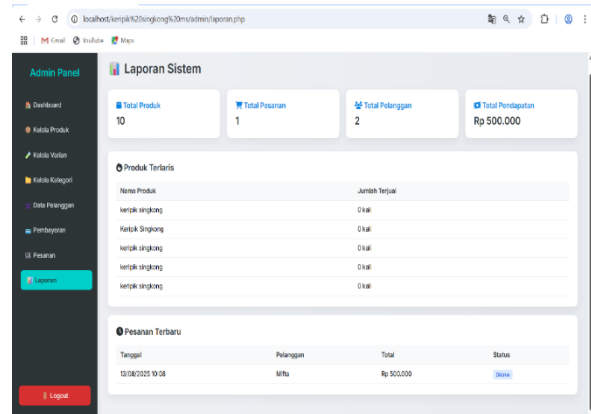 localhost/keripik%20singkong%20ms/admin/laporan.php
Gmail YouTube Maps
Admin Panel
Laporan Sistem
Dashboard
Kelola Produk
Kelola Varian
Kelola Kategori
Data Pelanggan
Pembayaran
Pesanan
Laporan
Logout
Total Produk
10
Total Pesanan
1
Total Pelanggan
2
Total Pendapatan
Rp 500.000
Produk Terlaris
Nama Produk Jumlah Terjual
keripik singkong 0 kali
Keripik Singkong 0 kali
keripik singkong 0 kali
keripik singkong 0 kali
keripik singkong 0 kali
Pesanan Terbaru
Tanggal Pelanggan Total Status
13/08/2025 10:08 Mifta Rp 500.000